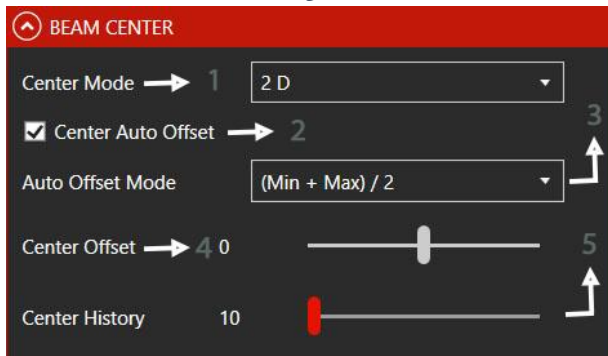 BEAM CENTER
Center Mode 1 2 D
Center Auto Offset 2
3
Auto Offset Mode (Min + Max) / 2
Center Offset 4 0
5
Center History 10